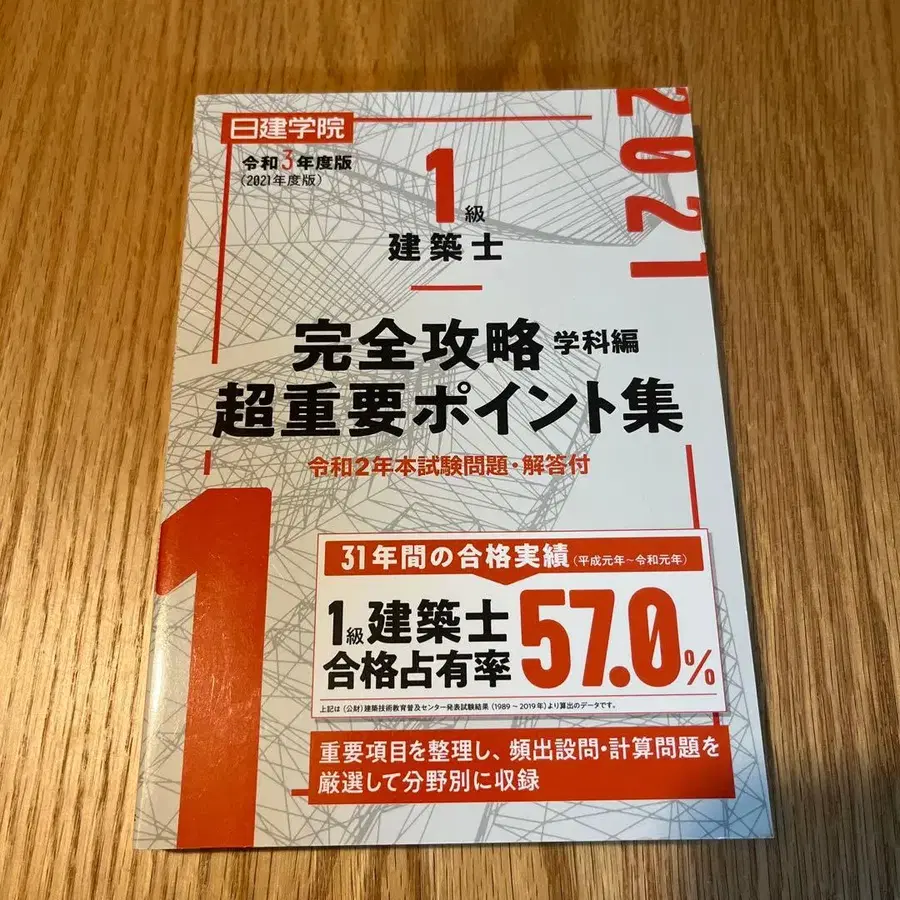 日建学院
令和3年度版
(2021年度版)
2021
1級
建築士
完全攻略 学科編
超重要ポイント集
令和2年本試験問題・解答付
1
31年間の合格実績(平成元年~令和元年)
1級建築士
合格占有率 57.0%
上記は(公財)建築技術教育普及センター発表試験結果(1989~2019年)より算出のデータです。
重要項目を整理し、頻出設問・計算問題を
厳選して分野別に収録